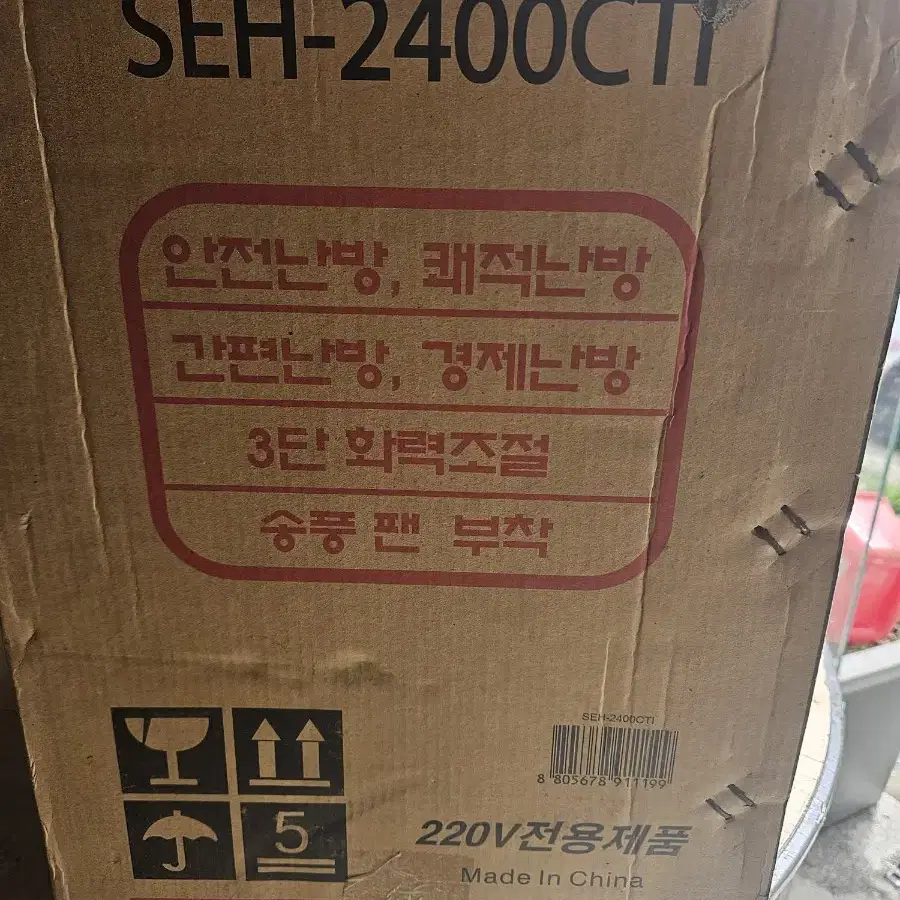 SEH-2400CTI
안전난방, 쾌적난방
간편난방, 경제난방
3단 화력조절
송풍 팬 부착
5
SEH-2400CTI
8 805678 911199
220V전용제품
Made In China